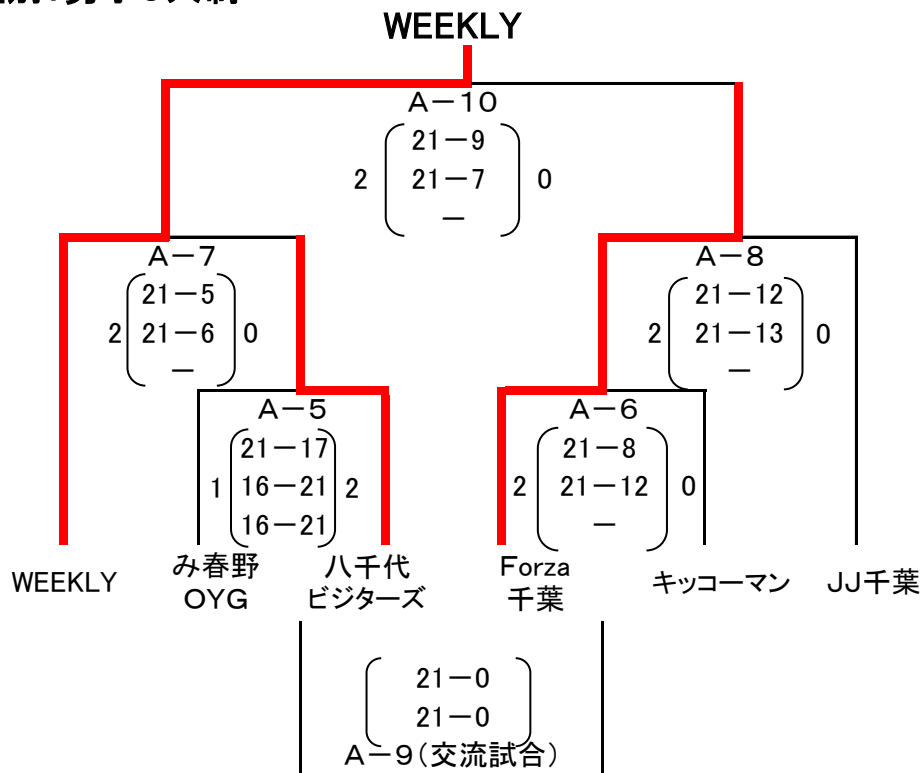 WEEKLY
A－10
21－9
2 21－7 0
－
A－7
21－5
2 21－6 0
－
A－8
21－12
2 21－13 0
－
A－5
21－17
1 16－21 2
16－21
A－6
21－8
2 21－12 0
－
WEEKLY
み春野
OYG
八千代
ビジターズ
Forza
千葉
キッコーマン
JJ千葉
21－0
21－0
A－9(交流試合)